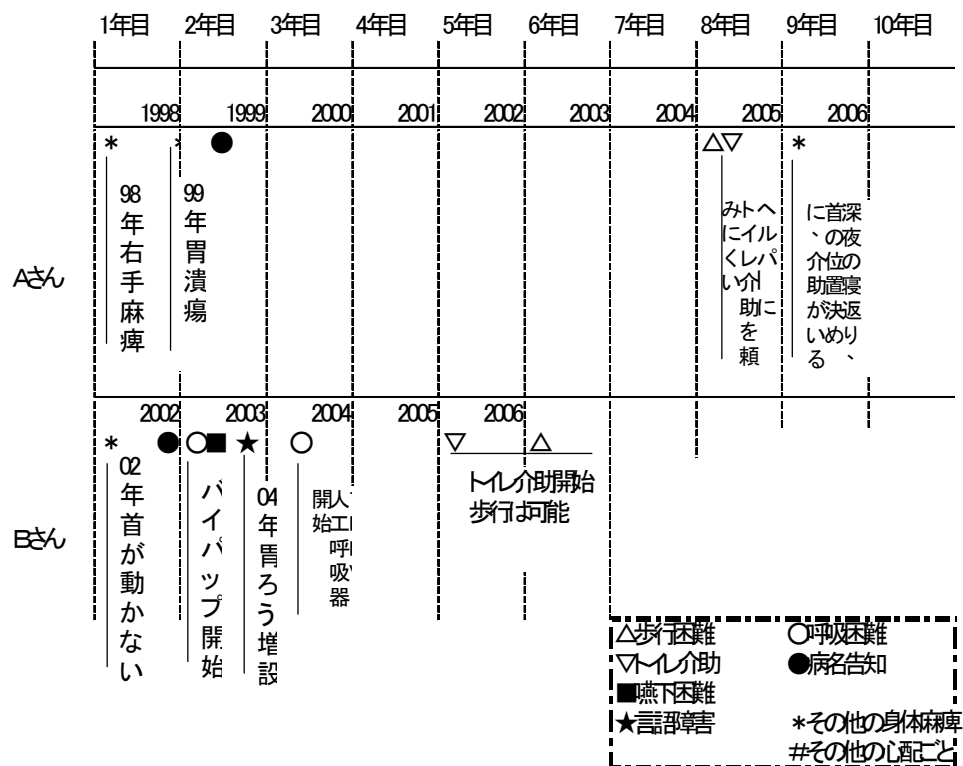 1年目 2年目 3年目 4年目 5年目 6年目 7年目 8年目 9年目 10年目
1998 1999 2000 2001 2002 2003 2004 2005 2006
Aさん
* ● △▽ *
98年右手麻痺
99年胃潰瘍
ヘルパーに
トイレ介助を頼
みにくい
深夜の寝返り、
首の位置決め、
に、介助がいる
2002 2003 2004 2005 2006
Bさん
* ● ○■ ★ ○ ▽ △
02年首が動かない
バイパップ開始
04年胃ろう増設
人工呼吸器
開始
トイレ介助開始
歩行は可能
△歩行困難 ○呼吸困難
▽トイレ介助 ●病名告知
■嚥下困難
★言語障害 *その他の身体麻痺
#その他の心配ごと